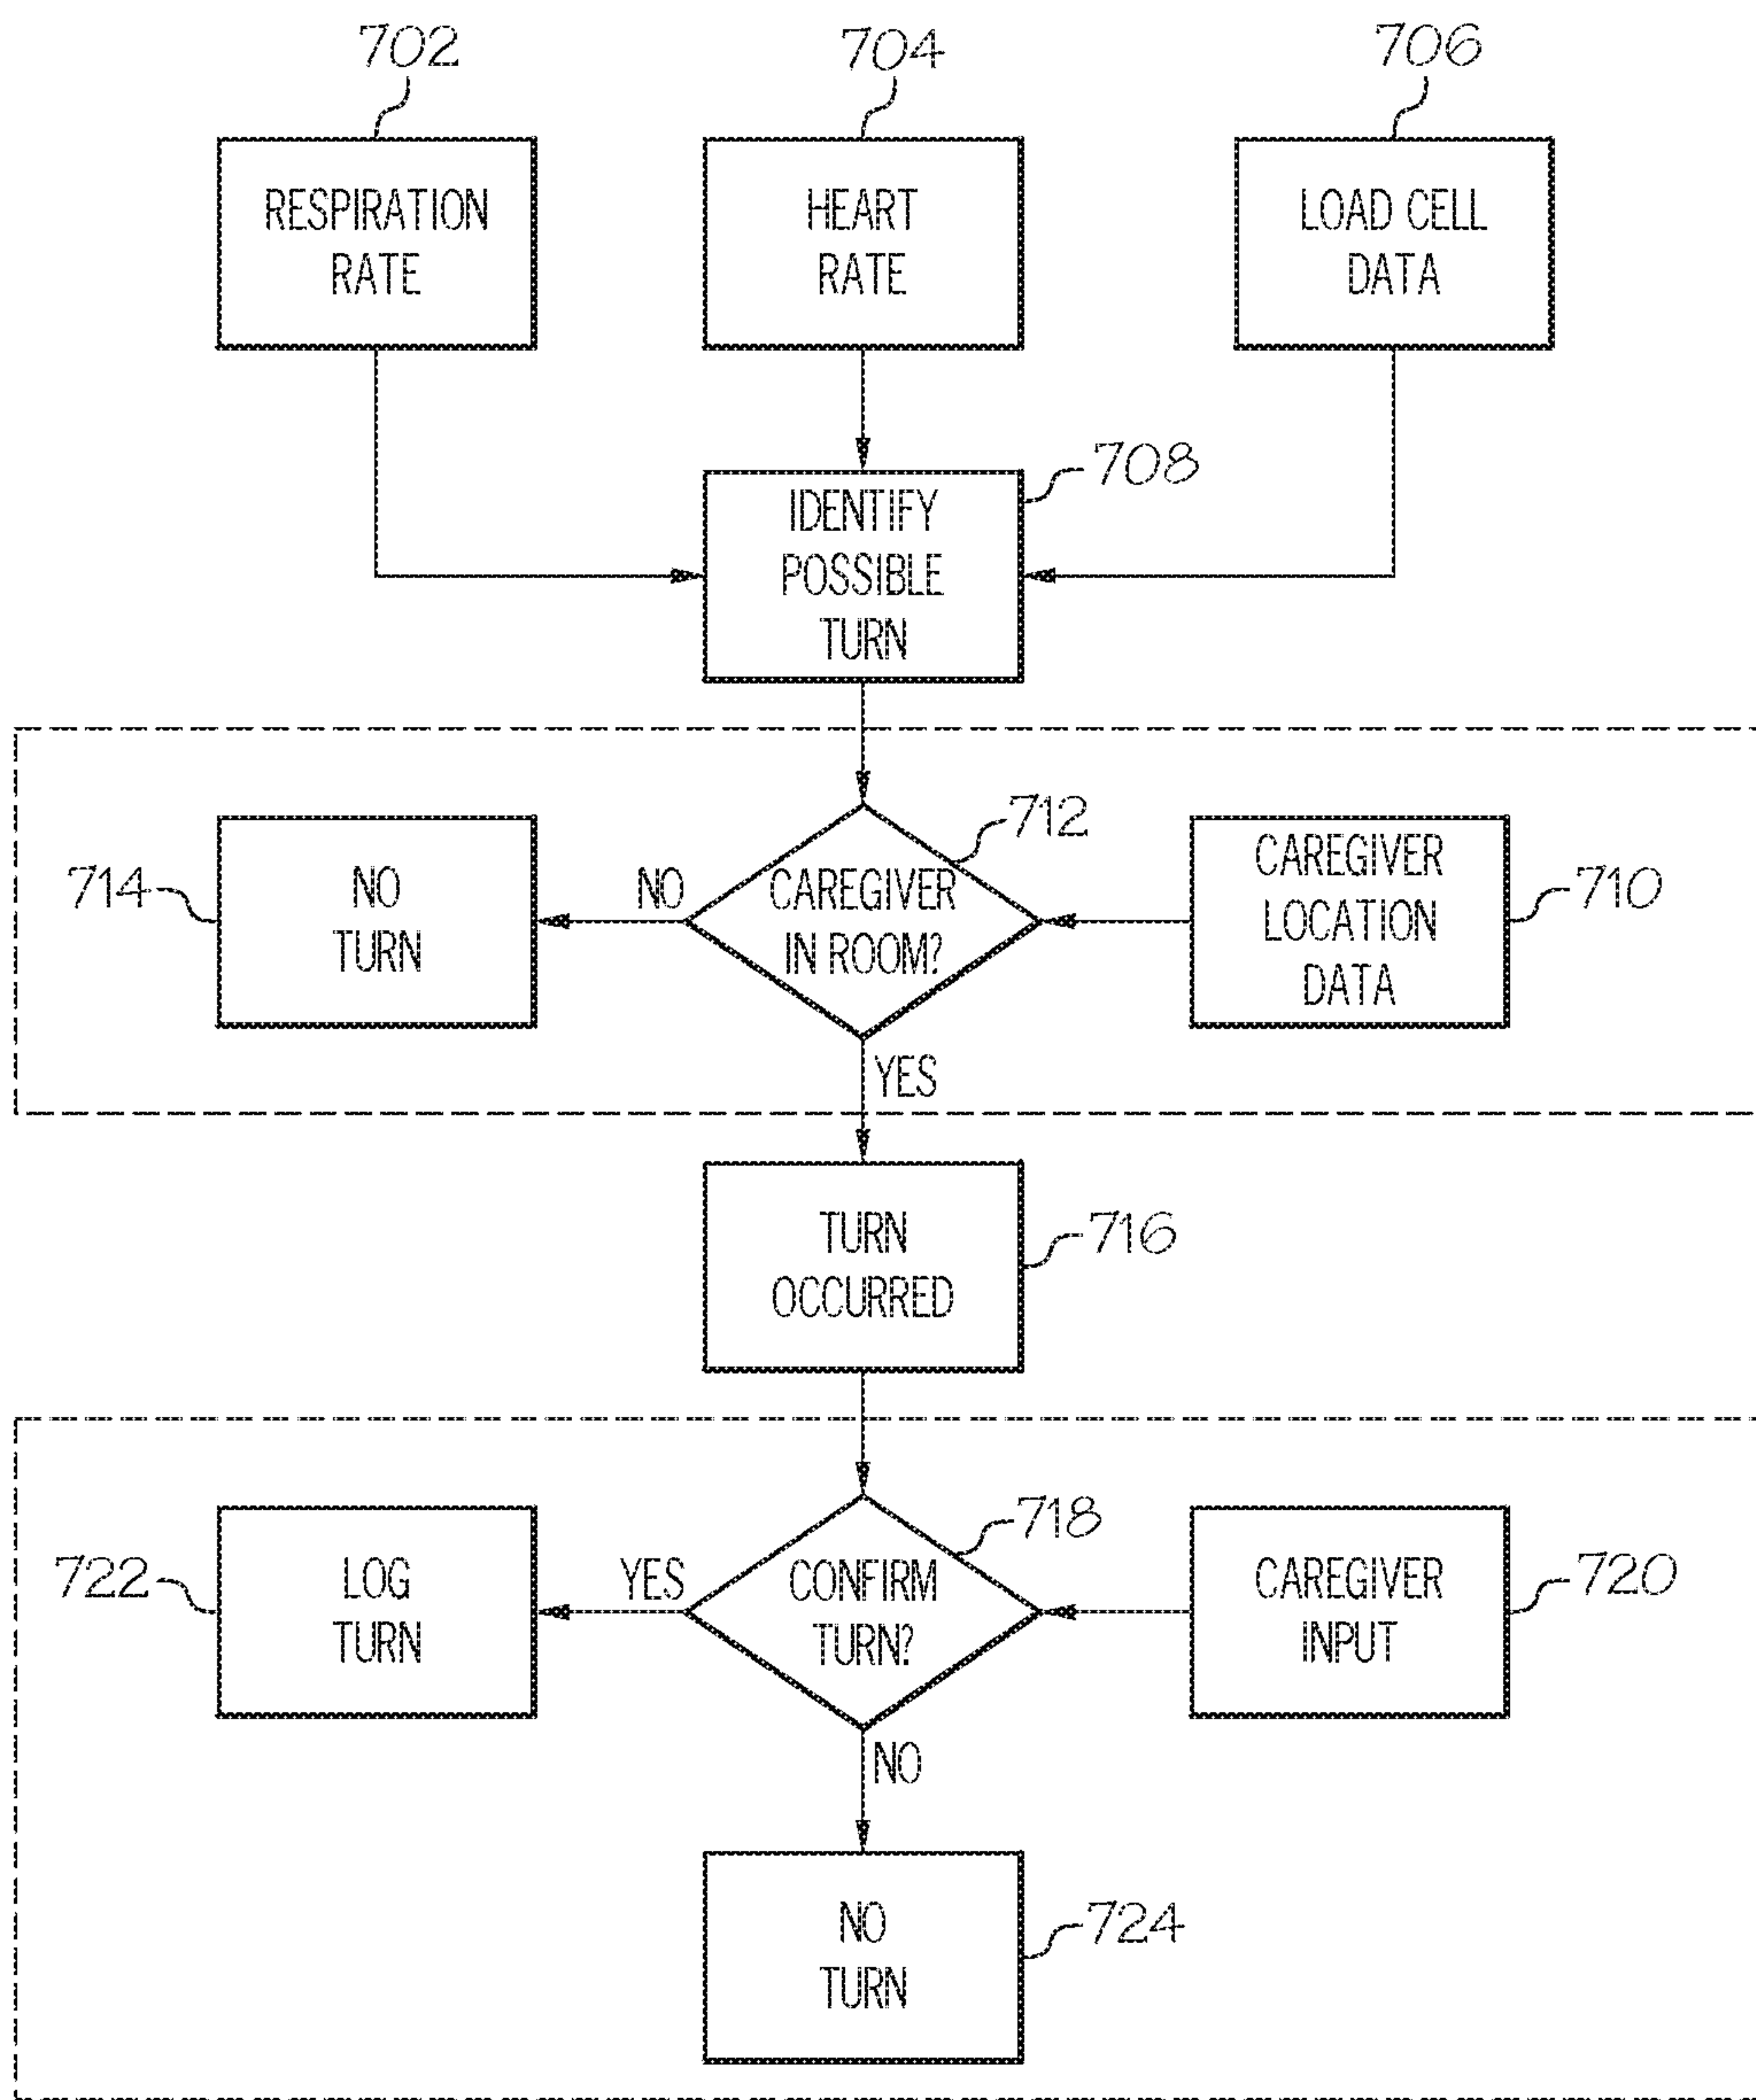 702
704
706
RESPIRATION
RATE
HEART
RATE
LOAD CELL
DATA
708
IDENTIFY
POSSIBLE
TURN
712
714
NO
TURN
NO
CAREGIVER
IN ROOM?
CAREGIVER
LOCATION
DATA
710
YES
TURN
OCCURRED
716
718
722
LOG
TURN
YES
CONFIRM
TURN?
CAREGIVER
INPUT
720
NO
NO
TURN
724